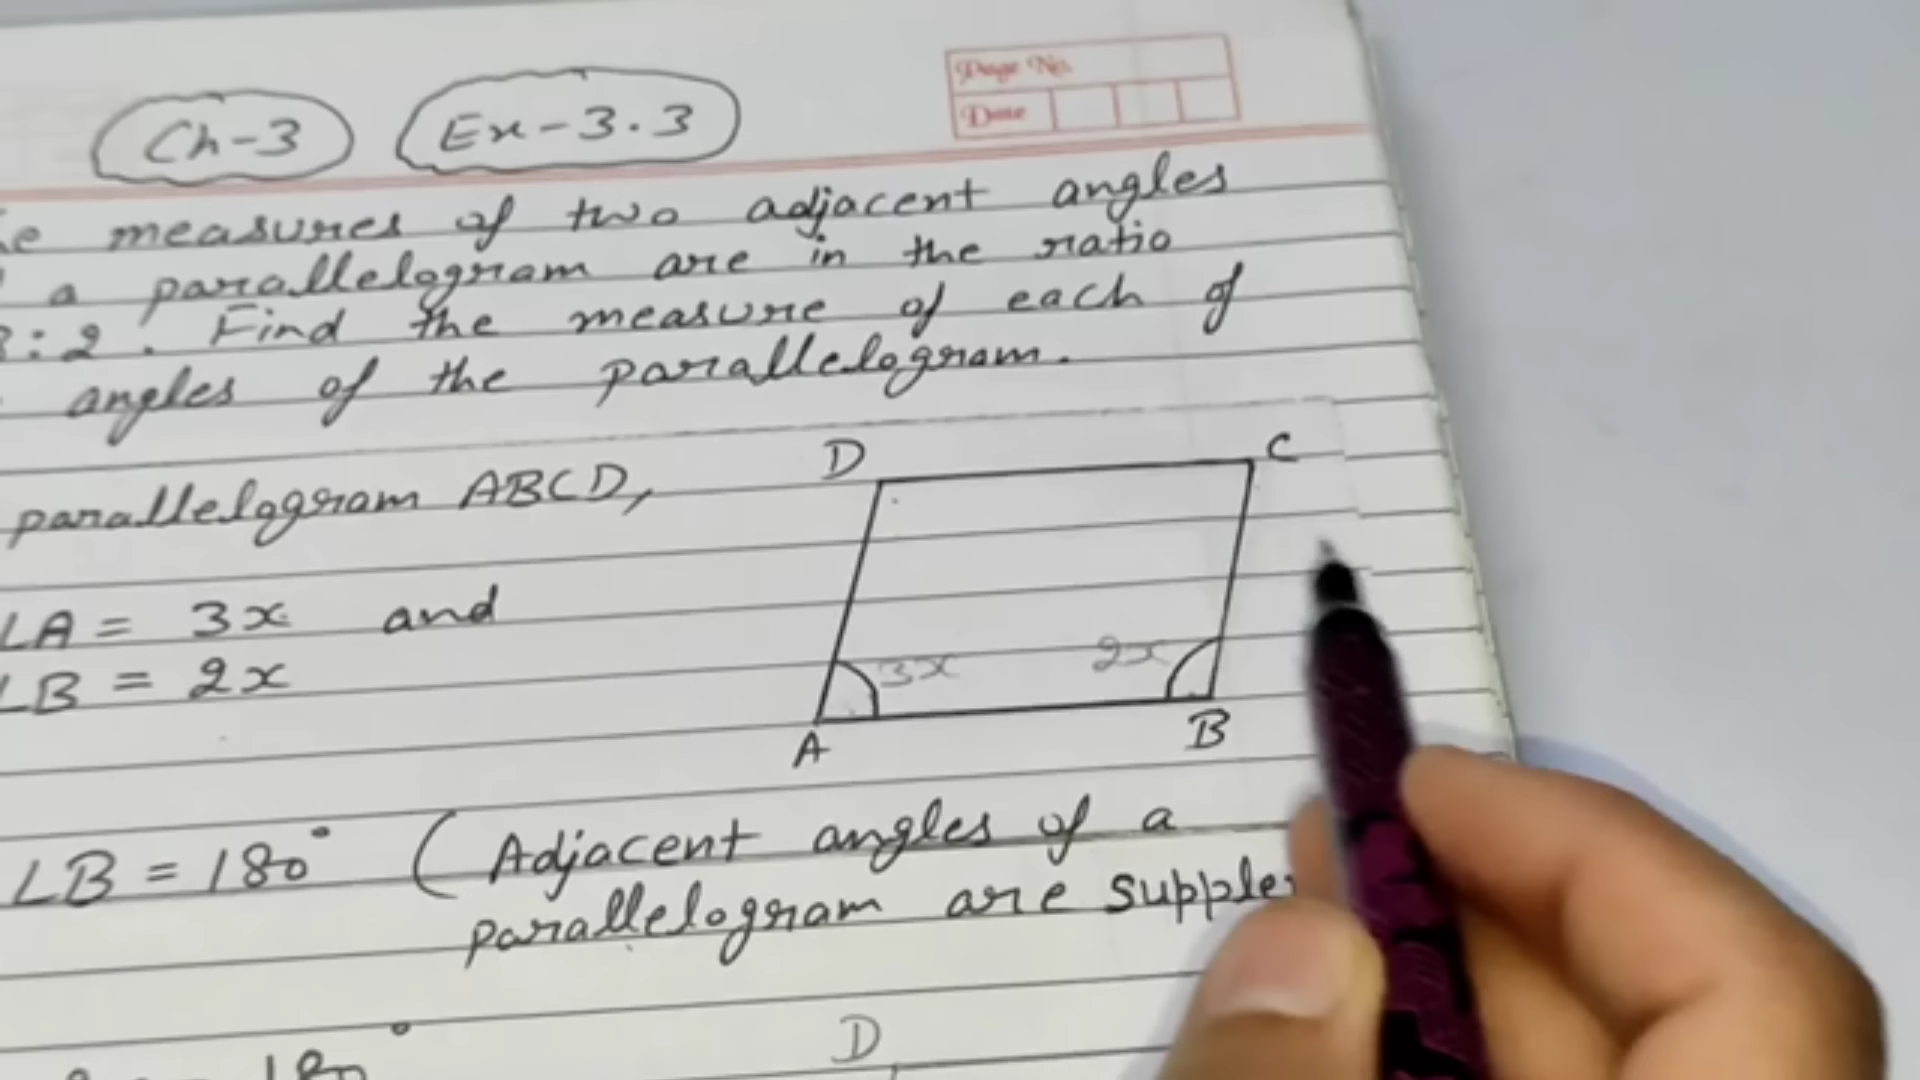 Ch-3 Ex-3.3
Page No.
Date
measures of two adjacent angles
a parallelogram are in the ratio
:2. Find the measure of each of
angles of the parallelogram.
parallelogram ABCD,
D C
∠A = 3x and
∠B = 2x
3x 2x
A B
∠B = 180° (Adjacent angles of a
parallelogram are
D